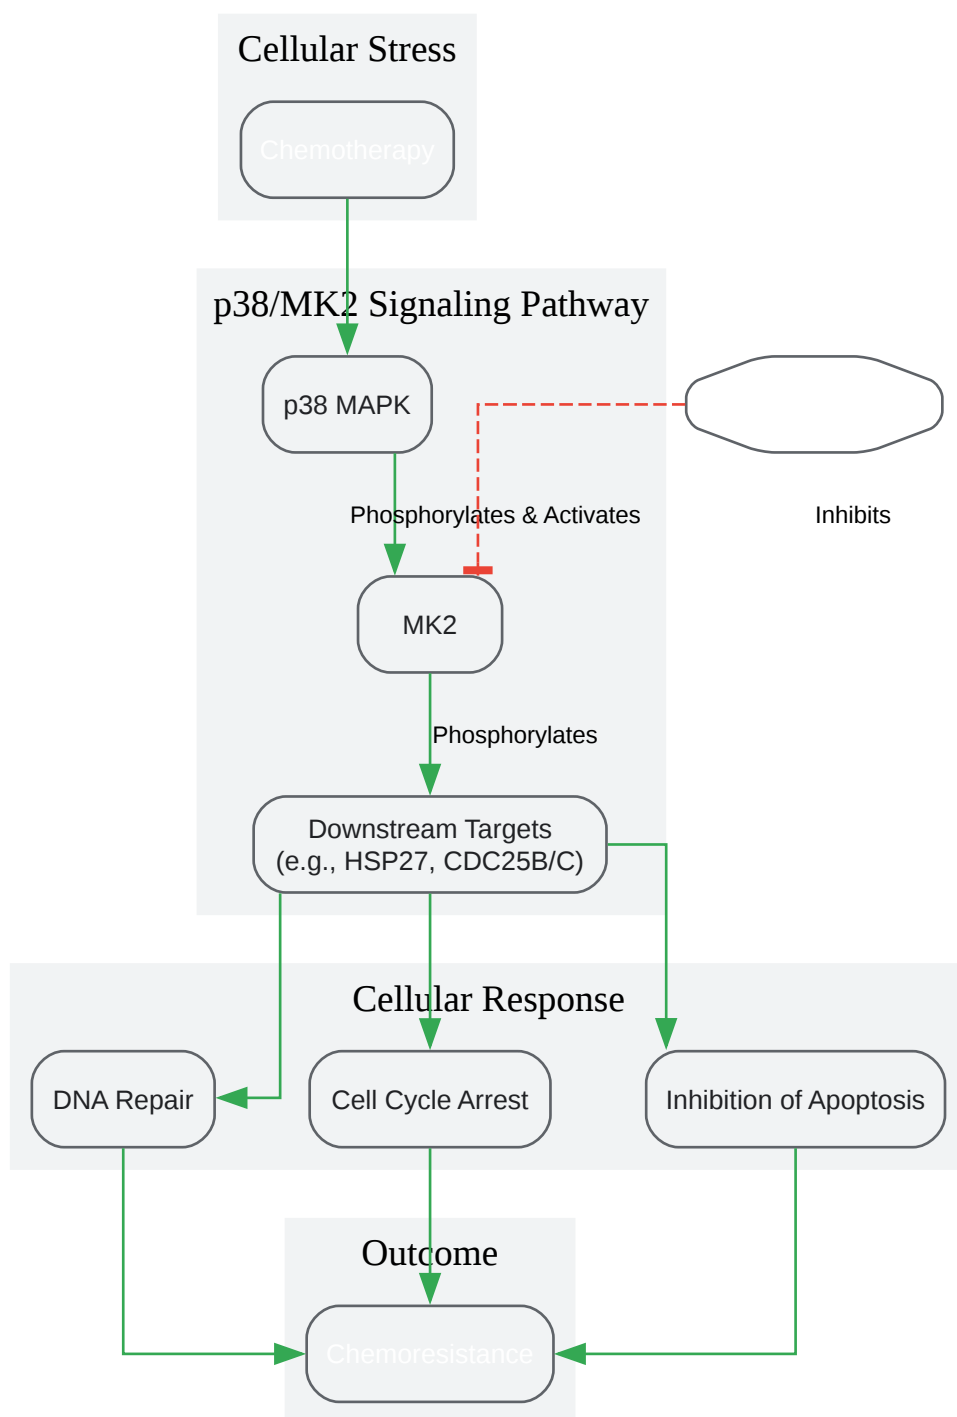 Cellular Stress
Chemotherapy
p38/MK2 Signaling Pathway
p38 MAPK
Phosphorylates & Activates
Inhibits
MK2
Phosphorylates
Downstream Targets
(e.g., HSP27, CDC25B/C)
Cellular Response
DNA Repair
Cell Cycle Arrest
Inhibition of Apoptosis
Outcome
Chemoresistance